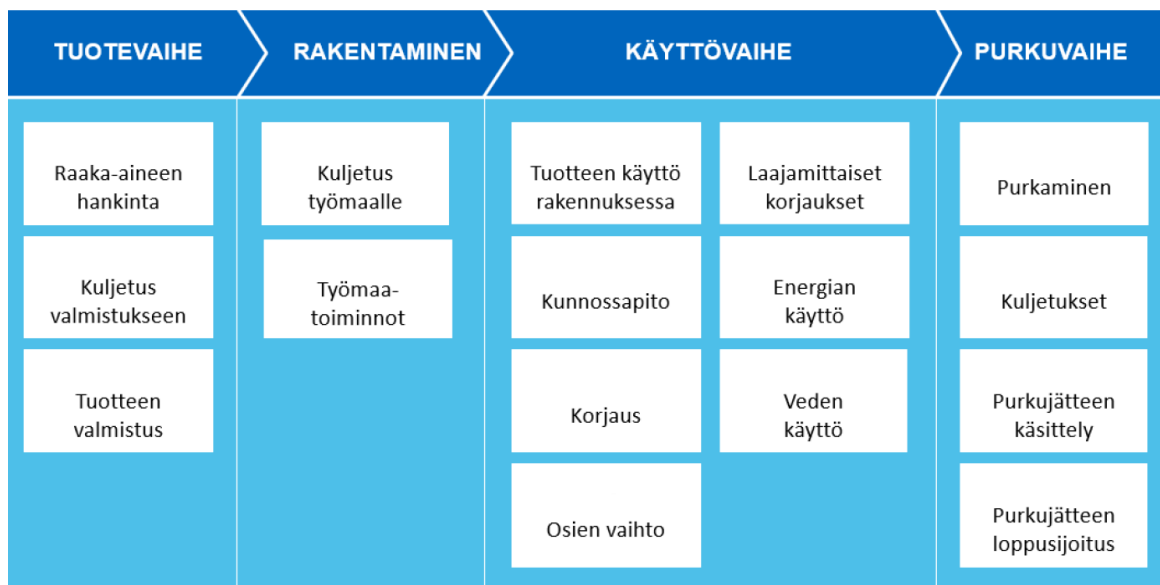 TUOTEVAIHE
RAKENTAMINEN
KÄYTTÖVAIHE
PURKUVAIHE
Raaka-aineen
hankinta
Kuljetus
valmistukseen
Tuotteen
valmistus
Kuljetus
työmaalle
Työmaa-
toiminnot
Tuotteen käyttö
rakennuksessa
Kunnossapito
Korjaus
Osien vaihto
Laajamittaiset
korjaukset
Energian
käyttö
Veden
käyttö
Purkaminen
Kuljetukset
Purkujätteen
käsittely
Purkujätteen
loppusijoitus